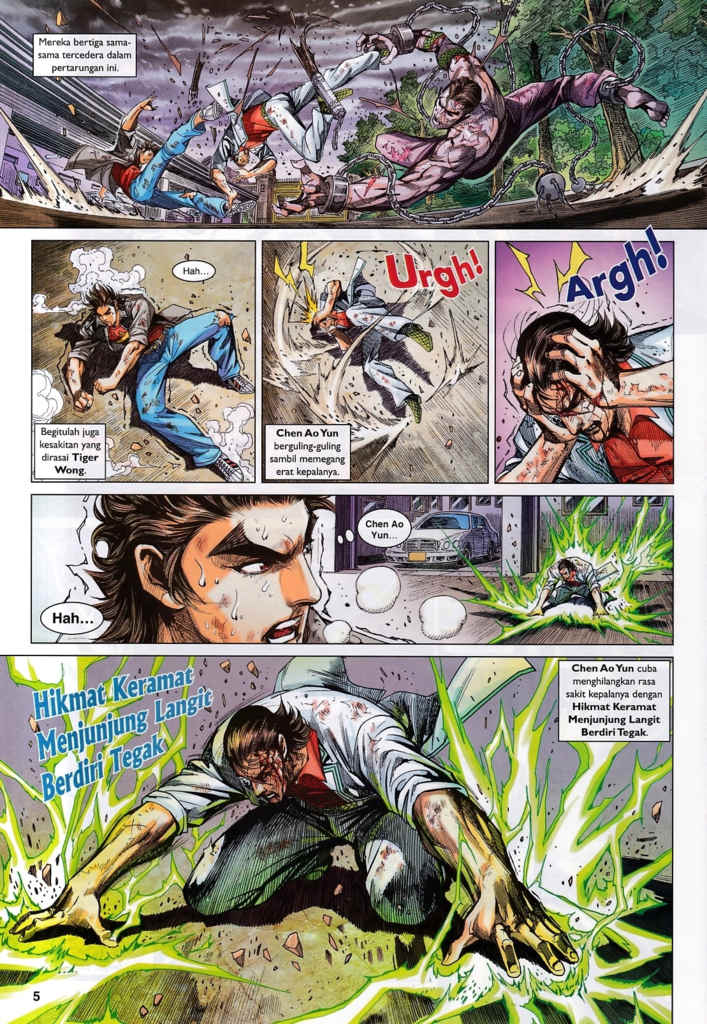 Mereka bertiga sama-
sama tercedera dalam
pertarungan ini.
Hah...
Begitulah juga
kesakitan yang
dirasai Tiger
Wong.
Urgh!
Chen Ao Yun
berguling-guling
sambil memegang
erat kepalanya.
Argh!
Hah...
Chen Ao
Yun...
Hikmat Keramat
Menjunjung Langit
Berdiri Tegak
Chen Ao Yun cuba
menghilangkan rasa
sakit kepalanya dengan
Hikmat Keramat
Menjunjung Langit
Berdiri Tegak.
5